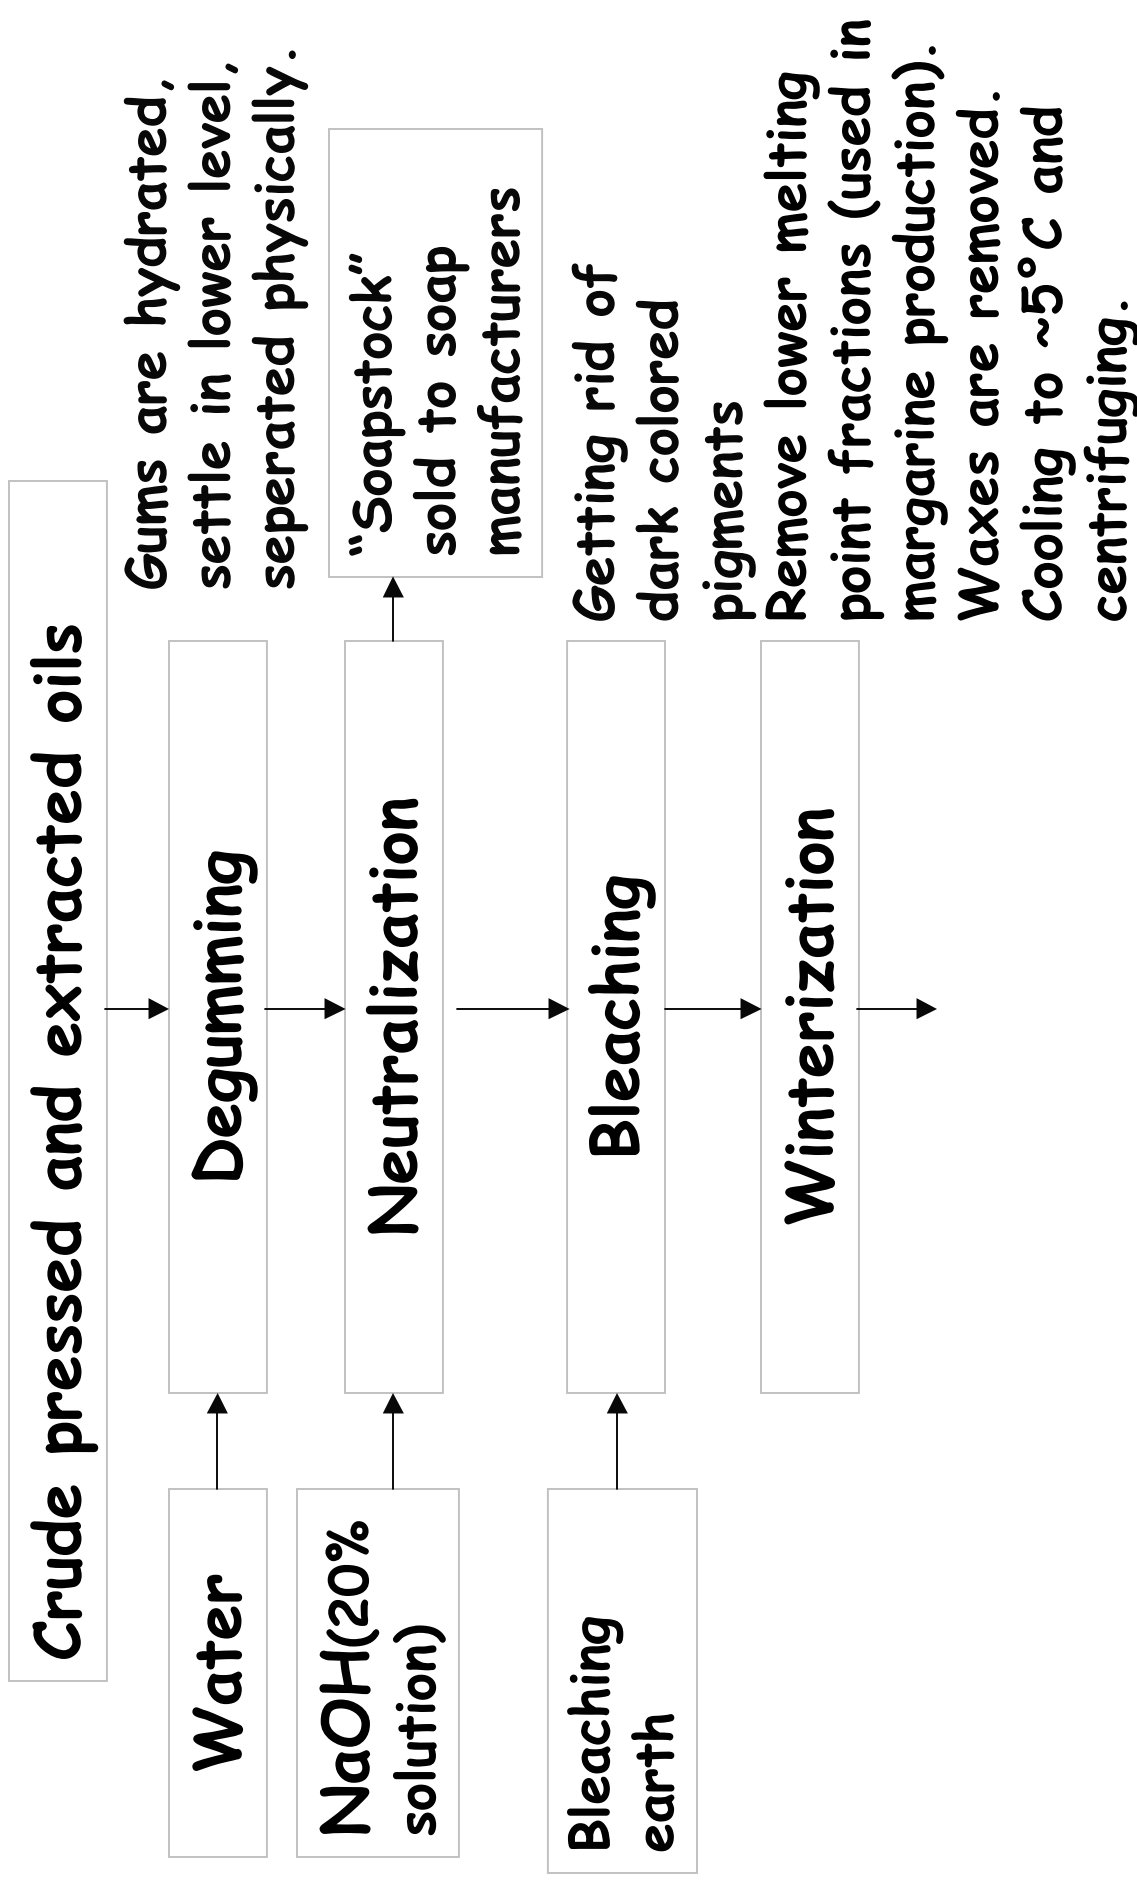 Crude pressed and extracted oils
Water
Degumming
Gums are hydrated,
settle in lower level,
seperated physically.
NaOH(20%
solution)
Neutralization
“Soapstock”
sold to soap
manufacturers
Bleaching
earth
Bleaching
Getting rid of
dark colored
pigments
Winterization
Remove lower melting
point fractions (used in
margarine production).
Waxes are removed.
Cooling to ~5°C and
centrifuging.